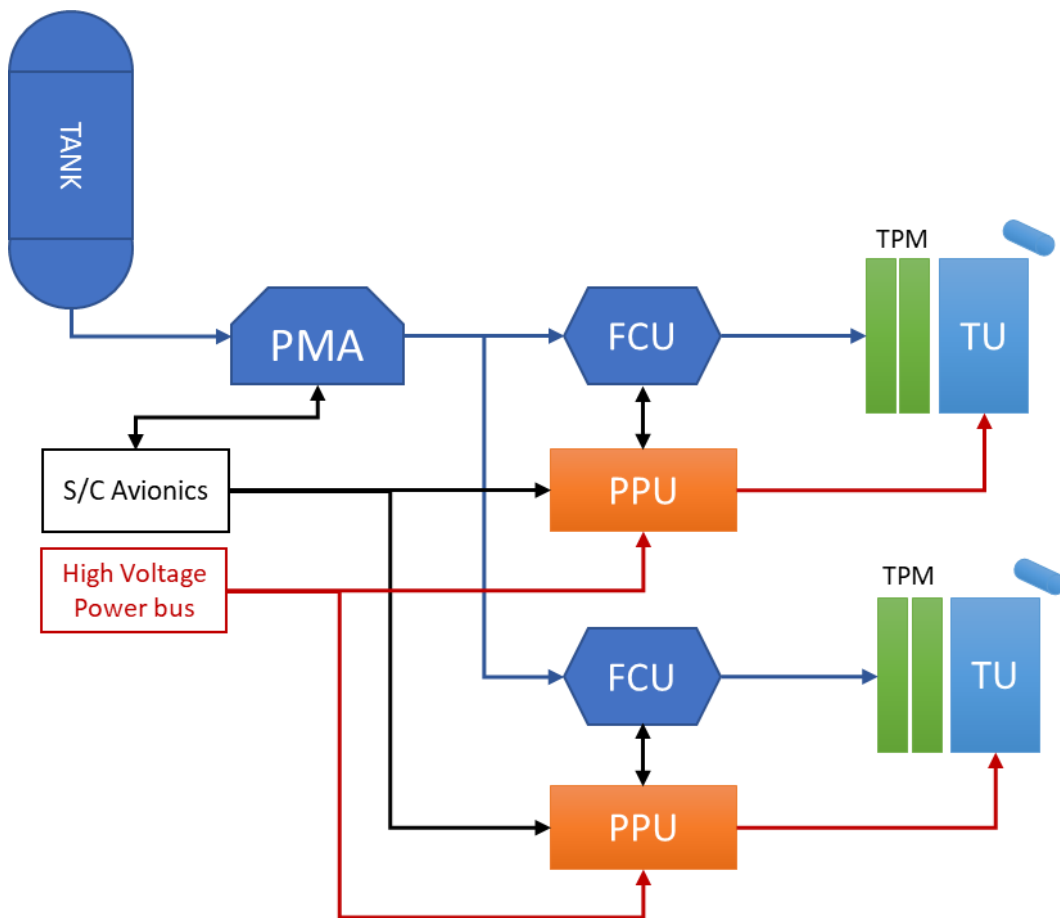 TANK
TPM
PMA
FCU
TU
S/C Avionics
PPU
High Voltage
Power bus
TPM
FCU
TU
PPU